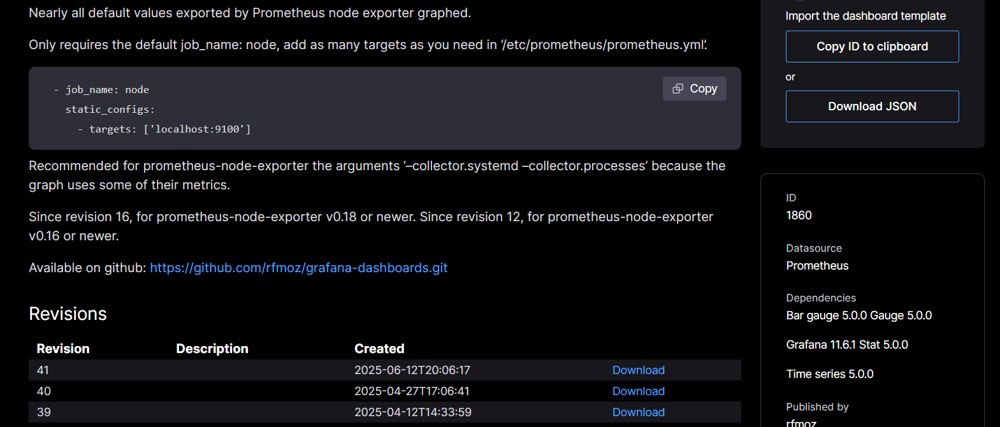 Nearly all default values exported by Prometheus node exporter graphed.
Only requires the default job_name: node, add as many targets as you need in ‘/etc/prometheus/prometheus.yml’.
- job_name: node
static_configs:
- targets: ['localhost:9100']
Copy
Recommended for prometheus-node-exporter the arguments ‘–collector.systemd –collector.processes’ because the
graph uses some of their metrics.
Since revision 16, for prometheus-node-exporter v0.18 or newer. Since revision 12, for prometheus-node-exporter
v0.16 or newer.
Available on github: https://github.com/rfmoz/grafana-dashboards.git
Revisions
Revision Description Created
41 2025-06-12T20:06:17 Download
40 2025-04-27T17:06:41 Download
39 2025-04-12T14:33:59 Download
Import the dashboard template
Copy ID to clipboard
or
Download JSON
ID
1860
Datasource
Prometheus
Dependencies
Bar gauge 5.0.0 Gauge 5.0.0
Grafana 11.6.1 Stat 5.0.0
Time series 5.0.0
Published by
rfmoz